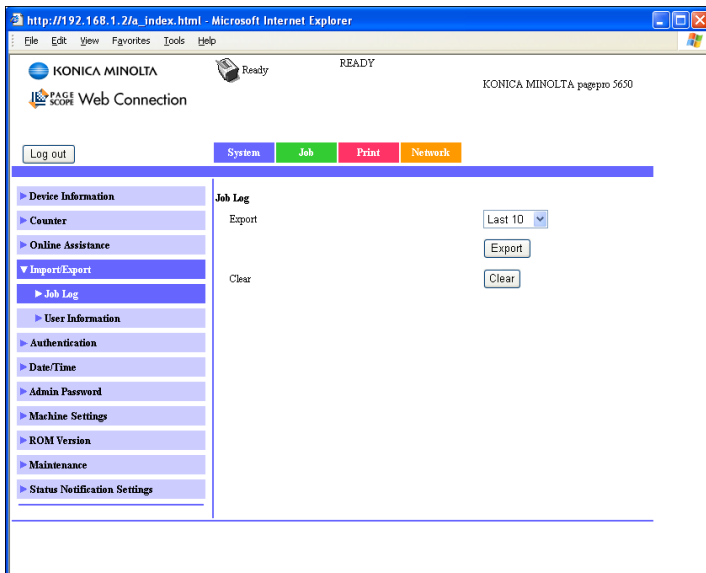 http://192.168.1.2/a_index.html - Microsoft Internet Explorer
File Edit View Favorites Tools Help
KONICA MINOLTA
Ready
READY
KONICA MINOLTA pagepro 5650
PAGE SCOPE Web Connection
Log out
System Job Print Network
Device Information
Counter
Online Assistance
Import/Export
Job Log
User Information
Authentication
Date/Time
Admin Password
Machine Settings
ROM Version
Maintenance
Status Notification Settings
Job Log
Export Last 10
Export
Clear Clear